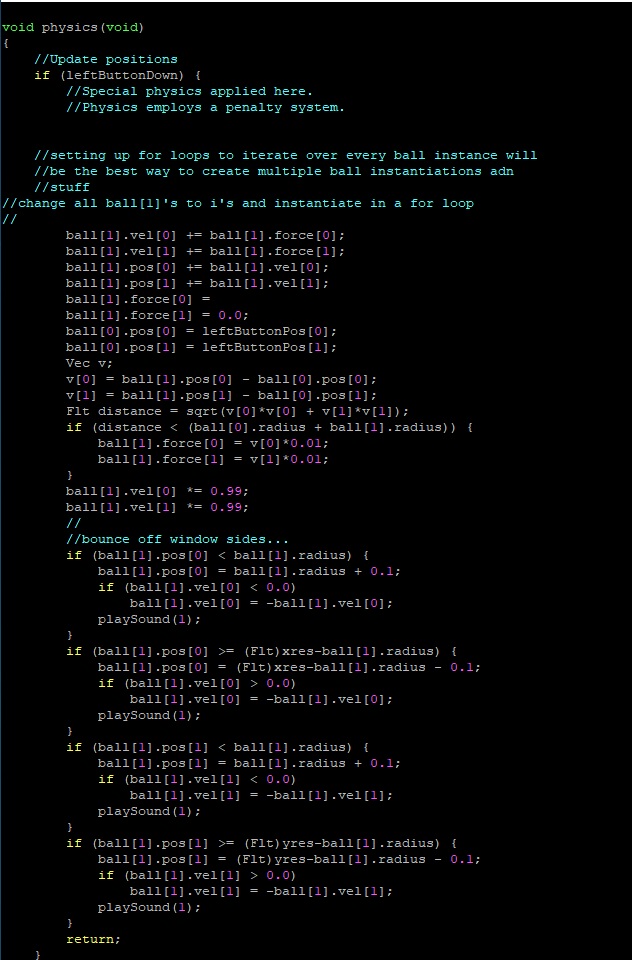 void physics(void)
{
    //Update positions
    if (leftButtonDown) {
        //Special physics applied here.
        //Physics employs a penalty system.
    //setting up for loops to iterate over every ball instance will
    //be the best way to create multiple ball instantiations adn
    //stuff
//change all ball[1]'s to i's and instantiate in a for loop
//
        ball[1].vel[0] += ball[1].force[0];
        ball[1].vel[1] += ball[1].force[1];
        ball[1].pos[0] += ball[1].vel[0];
        ball[1].pos[1] += ball[1].vel[1];
        ball[1].force[0] =
        ball[1].force[1] = 0.0;
        ball[0].pos[0] = leftButtonPos[0];
        ball[0].pos[1] = leftButtonPos[1];
        Vec v;
        v[0] = ball[1].pos[0] - ball[0].pos[0];
        v[1] = ball[1].pos[1] - ball[0].pos[1];
        Flt distance = sqrt(v[0]*v[0] + v[1]*v[1]);
        if (distance < (ball[0].radius + ball[1].radius)) {
            ball[1].force[0] = v[0]*0.01;
            ball[1].force[1] = v[1]*0.01;
        }
        ball[1].vel[0] *= 0.99;
        ball[1].vel[1] *= 0.99;
        //
        //bounce off window sides...
        if (ball[1].pos[0] < ball[1].radius) {
            ball[1].pos[0] = ball[1].radius + 0.1;
            if (ball[1].vel[0] < 0.0)
                ball[1].vel[0] = -ball[1].vel[0];
            playSound(1);
        }
        if (ball[1].pos[0] >= (Flt)xres-ball[1].radius) {
            ball[1].pos[0] = (Flt)xres-ball[1].radius - 0.1;
            if (ball[1].vel[0] > 0.0)
                ball[1].vel[0] = -ball[1].vel[0];
            playSound(1);
        }
        if (ball[1].pos[1] < ball[1].radius) {
            ball[1].pos[1] = ball[1].radius + 0.1;
            if (ball[1].vel[1] < 0.0)
                ball[1].vel[1] = -ball[1].vel[1];
            playSound(1);
        }
        if (ball[1].pos[1] >= (Flt)yres-ball[1].radius) {
            ball[1].pos[1] = (Flt)yres-ball[1].radius - 0.1;
            if (ball[1].vel[1] > 0.0)
                ball[1].vel[1] = -ball[1].vel[1];
            playSound(1);
        }
        return;
    }